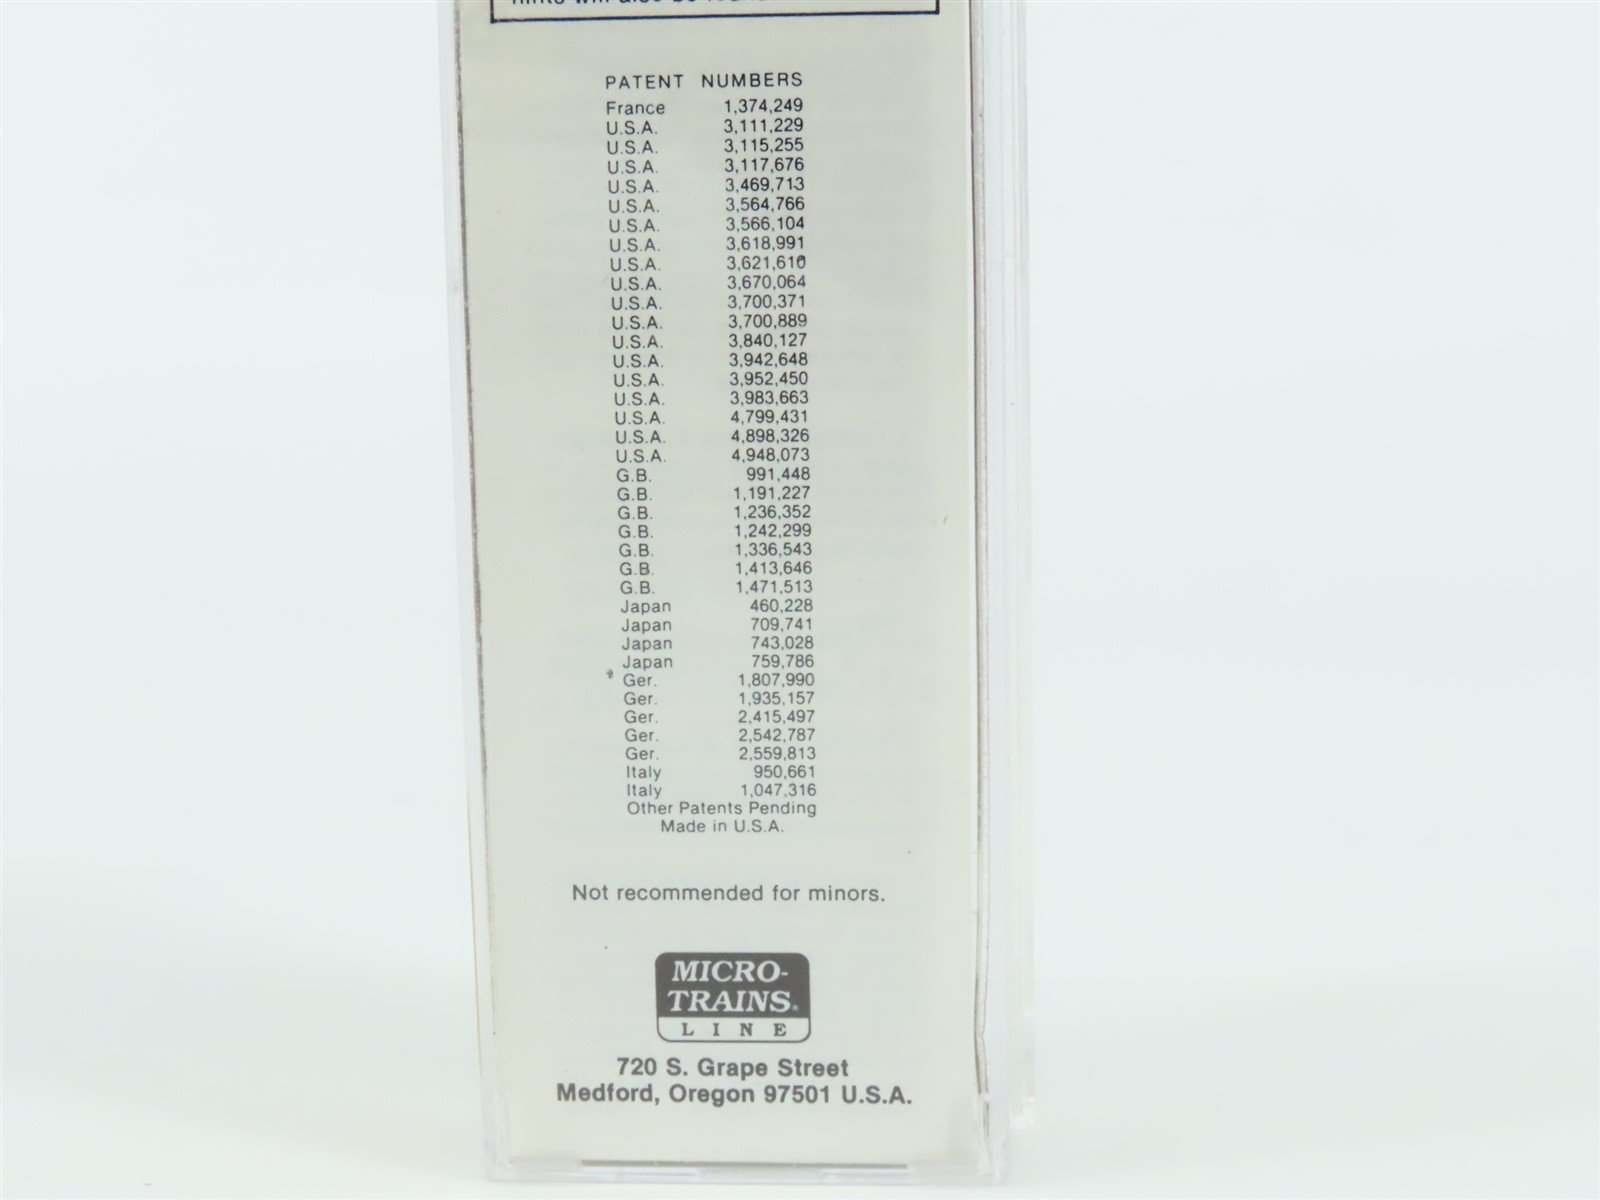 hints will also be found
PATENT NUMBERS
France 1,374,249
U.S.A. 3,111,229
U.S.A. 3,115,255
U.S.A. 3,117,676
U.S.A. 3,469,713
U.S.A. 3,564,766
U.S.A. 3,566,104
U.S.A. 3,618,991
U.S.A. 3,621,610
U.S.A. 3,670,064
U.S.A. 3,700,371
U.S.A. 3,700,889
U.S.A. 3,840,127
U.S.A. 3,942,648
U.S.A. 3,952,450
U.S.A. 3,983,663
U.S.A. 4,799,431
U.S.A. 4,898,326
U.S.A. 4,948,073
G.B. 991,448
G.B. 1,191,227
G.B. 1,236,352
G.B. 1,242,299
G.B. 1,336,543
G.B. 1,413,646
G.B. 1,471,513
Japan 460,228
Japan 709,741
Japan 743,028
Japan 759,786
Ger. 1,807,990
Ger. 1,935,157
Ger. 2,415,497
Ger. 2,542,787
Ger. 2,559,813
Italy 950,661
Italy 1,047,316
Other Patents Pending
Made in U.S.A.
Not recommended for minors.
MICRO-
TRAINS®
LINE
720 S. Grape Street
Medford, Oregon 97501 U.S.A.